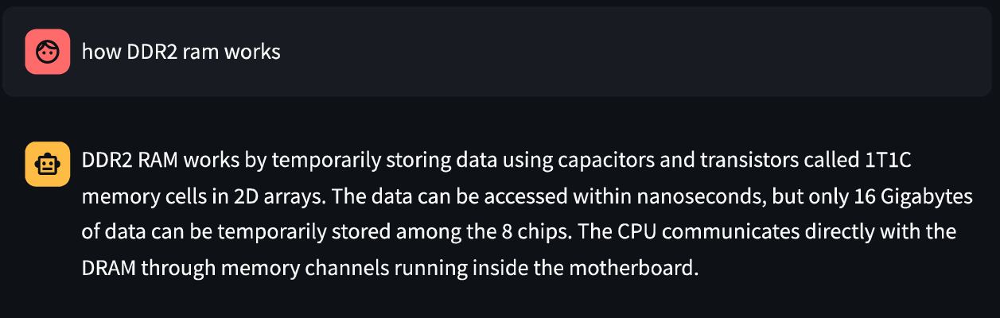 how DDR2 ram works
DDR2 RAM works by temporarily storing data using capacitors and transistors called 1T1C
memory cells in 2D arrays. The data can be accessed within nanoseconds, but only 16 Gigabytes
of data can be temporarily stored among the 8 chips. The CPU communicates directly with the
DRAM through memory channels running inside the motherboard.